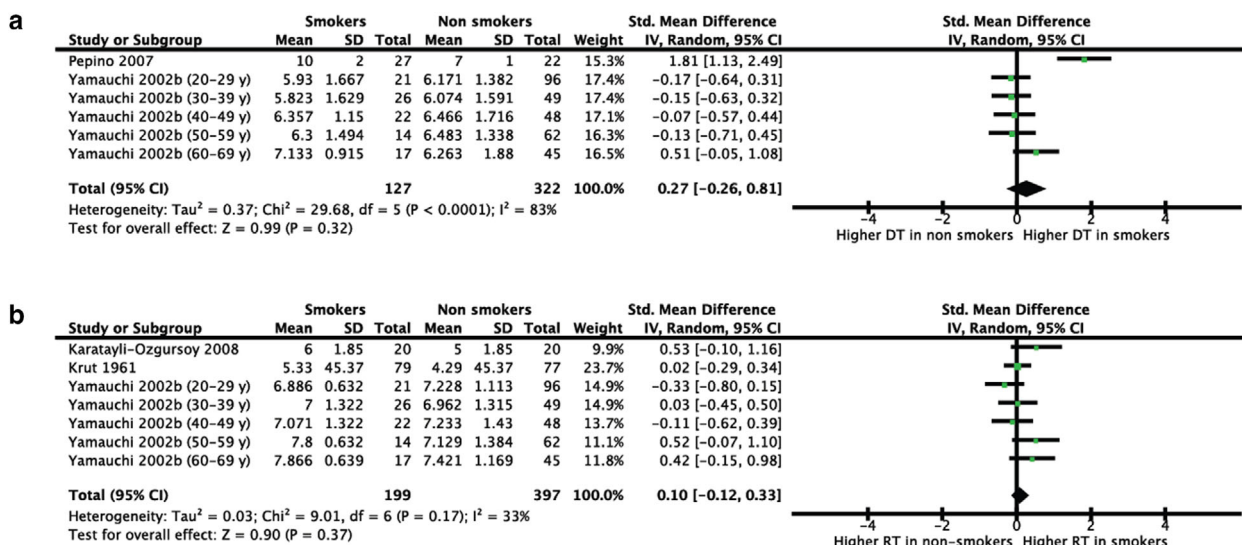 a
Smokers Non smokers Std. Mean Difference Std. Mean Difference
Study or Subgroup Mean SD Total Mean SD Total Weight IV, Random, 95% CI IV, Random, 95% CI
Pepino 2007 10 2 27 7 1 22 15.3% 1.81 [1.13, 2.49]
Yamauchi 2002b (20-29 y) 5.93 1.667 21 6.171 1.382 96 17.4% -0.17 [-0.64, 0.31]
Yamauchi 2002b (30-39 y) 5.823 1.629 26 6.074 1.591 49 17.4% -0.15 [-0.63, 0.32]
Yamauchi 2002b (40-49 y) 6.357 1.15 22 6.466 1.716 48 17.1% -0.07 [-0.57, 0.44]
Yamauchi 2002b (50-59 y) 6.3 1.494 14 6.483 1.338 62 16.3% -0.13 [-0.71, 0.45]
Yamauchi 2002b (60-69 y) 7.133 0.915 17 6.263 1.88 45 16.5% 0.51 [-0.05, 1.08]
Total (95% CI) 127 322 100.0% 0.27 [-0.26, 0.81]
Heterogeneity: Tau² = 0.37; Chi² = 29.68, df = 5 (P < 0.0001); I² = 83%
Test for overall effect: Z = 0.99 (P = 0.32)
-4 -2 0 2 4
Higher DT in non smokers Higher DT in smokers
b
Smokers Non smokers Std. Mean Difference Std. Mean Difference
Study or Subgroup Mean SD Total Mean SD Total Weight IV, Random, 95% CI IV, Random, 95% CI
Karatayli-Ozgursoy 2008 6 1.85 20 5 1.85 20 9.9% 0.53 [-0.10, 1.16]
Krut 1961 5.33 45.37 79 4.29 45.37 77 23.7% 0.02 [-0.29, 0.34]
Yamauchi 2002b (20-29 y) 6.886 0.632 21 7.228 1.113 96 14.9% -0.33 [-0.80, 0.15]
Yamauchi 2002b (30-39 y) 7 1.322 26 6.962 1.315 49 14.9% 0.03 [-0.45, 0.50]
Yamauchi 2002b (40-49 y) 7.071 1.322 22 7.233 1.43 48 13.7% -0.11 [-0.62, 0.39]
Yamauchi 2002b (50-59 y) 7.8 0.632 14 7.129 1.384 62 11.1% 0.52 [-0.07, 1.10]
Yamauchi 2002b (60-69 y) 7.866 0.639 17 7.421 1.169 45 11.8% 0.42 [-0.15, 0.98]
Total (95% CI) 199 397 100.0% 0.10 [-0.12, 0.33]
Heterogeneity: Tau² = 0.03; Chi² = 9.01, df = 6 (P = 0.17); I² = 33%
Test for overall effect: Z = 0.90 (P = 0.37)
-4 -2 0 2 4
Higher RT in non-smokers Higher RT in smokers